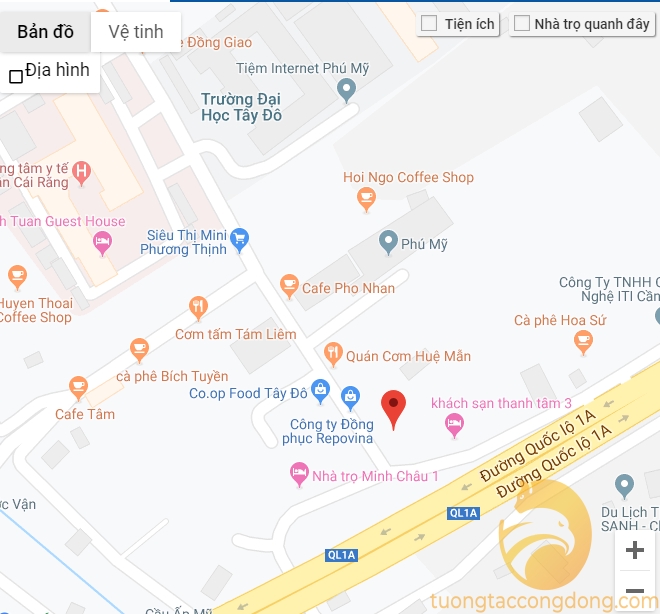 Bản đồ
Vệ tinh
Địa hình
Tiện ích
Nhà trọ quanh đây
e Đồng Giao
Tiệm Internet Phú Mỹ
Trường Đại
Học Tây Đô
ng tâm y tế
n Cái Răng
H
Hoi Ngo Coffee Shop
h Tuan Guest House
Siêu Thị Mini
Phương Thịnh
Phú Mỹ
Huyen Thoai
Coffee Shop
Cafe Phọ Nhan
Công Ty TNHH C
Nghệ ITI Cần
Cà phê Hoa Sứ
Cơm tấm Tám Liêm
Quán Cơm Huệ Mẫn
cà phê Bích Tuyền
Co.op Food Tây Đô
Cafe Tâm
khách sạn thanh tâm 3
Công ty Đồng
phục Repovina
Đường Quốc lộ 1A
Đường Quốc lộ 1A
Nhà trọ Minh Châu 1
ọc Vận
QL1A
Du Lịch T
SANH - C
QL1A
+
tuongtaccongdong.com
Cầu Ấp Mỹ